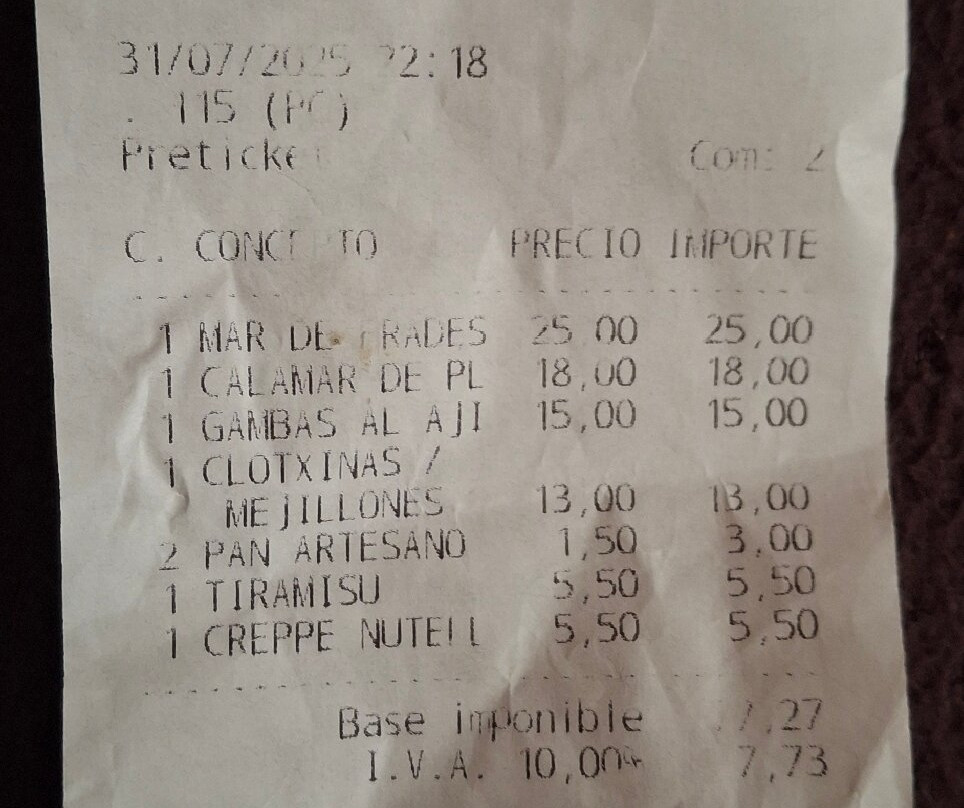 31/07/2025 22:18
. 115 (PC)
Preticket
Com: 2
C. CONCEPTO PRECIO IMPORTE
1 MAR DE FRADES 25,00 25,00
1 CALAMAR DE PL 18,00 18,00
1 GAMBAS AL AJI 15,00 15,00
1 CLOTXINAS /
MEJILLONES 13,00 13,00
2 PAN ARTESANO 1,50 3,00
1 TIRAMISU 5,50 5,50
1 CREPPE NUTELL 5,50 5,50
Base imponible 77,27
I.V.A. 10,00% 7,73